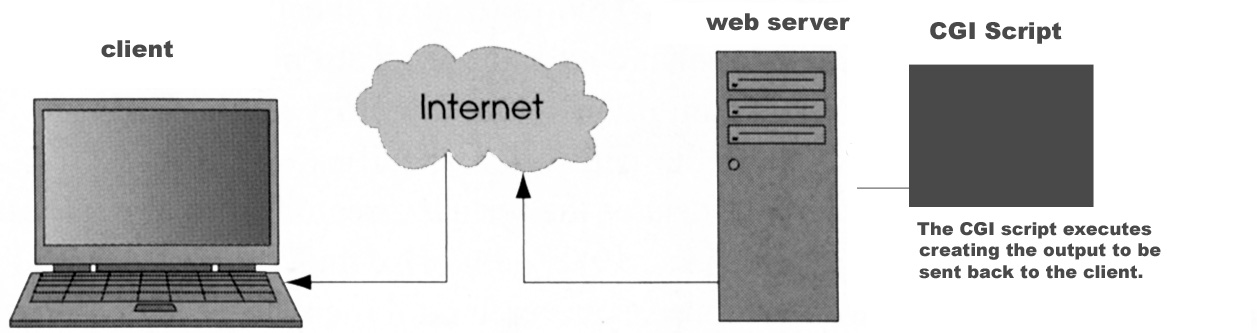 client
Internet
web server
CGI Script
The CGI script executes
creating the output to be
sent back to the client.